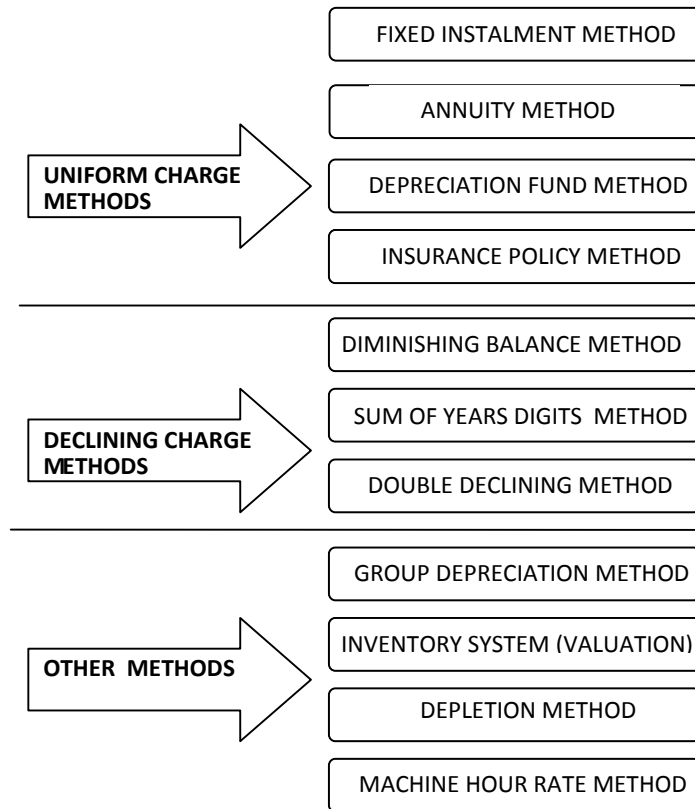 FIXED INSTALMENT METHOD
ANNUITY METHOD
UNIFORM CHARGE
METHODS
DEPRECIATION FUND METHOD
INSURANCE POLICY METHOD
DIMINISHING BALANCE METHOD
SUM OF YEARS DIGITS METHOD
DECLINING CHARGE
METHODS
DOUBLE DECLINING METHOD
GROUP DEPRECIATION METHOD
INVENTORY SYSTEM (VALUATION)
OTHER METHODS
DEPLETION METHOD
MACHINE HOUR RATE METHOD